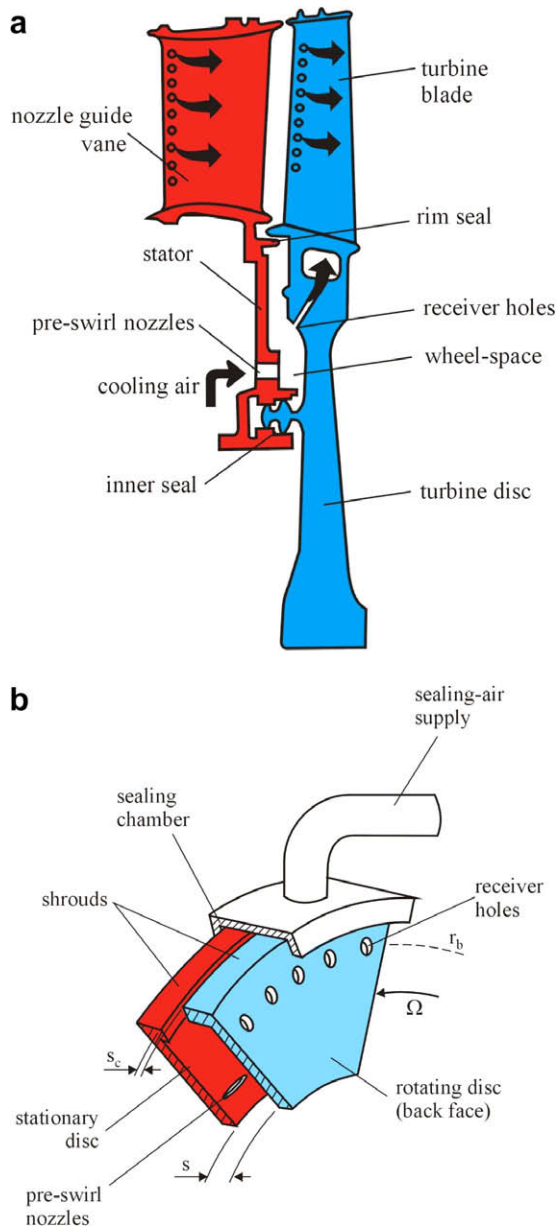 a
turbine
blade
nozzle guide
vane
rim seal
stator
receiver holes
pre-swirl nozzles
wheel-space
cooling air
inner seal
turbine disc
b
sealing-air
supply
sealing
chamber
receiver
holes
shrouds
r_b
Ω
s_c
rotating disc
(back face)
stationary
disc
s
pre-swirl
nozzles